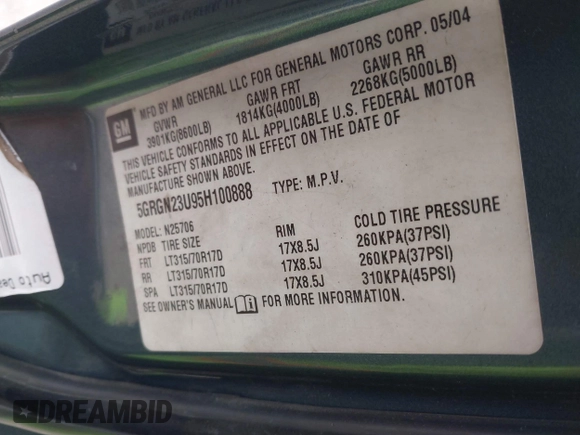 MFD BY AM GENERAL LLC FOR GENERAL MOTORS CORP. 05/04
GM
GVWR GAWR FRT GAWR RR
3901KG(8600LB) 1814KG(4000LB) 2268KG(5000LB)
THIS VEHICLE CONFORMS TO ALL APPLICABLE U.S. FEDERAL MOTOR
VEHICLE SAFETY STANDARDS IN EFFECT ON THE DATE OF
MANUFACTURE SHOWN ABOVE.
5GRGN23U95H100888 TYPE: M.P.V.
MODEL: N25706
NPDB TIRE SIZE RIM COLD TIRE PRESSURE
FRT LT315/70R17D 17X8.5J 260KPA(37PSI)
RR LT315/70R17D 17X8.5J 260KPA(37PSI)
SPA LT315/70R17D 17X8.5J 310KPA(45PSI)
SEE OWNER'S MANUAL FOR MORE INFORMATION.
Auto
DREAMBID